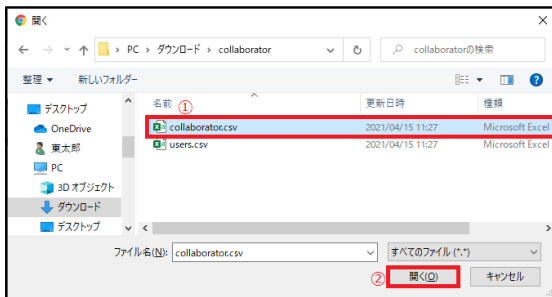 開く
PC › ダウンロード › collaborator
collaboratorの検索
整理 新しいフォルダー
名前 ① 更新日時 種類
collaborator.csv 2021/04/15 11:27 Microsoft Excel
users.csv 2021/04/15 11:27 Microsoft Excel
デスクトップ
OneDrive
東太郎
PC
3D オブジェクト
ダウンロード
デスクトップ
ファイル名(N): collaborator.csv すべてのファイル (*.*)
② 開く(O) キャンセル